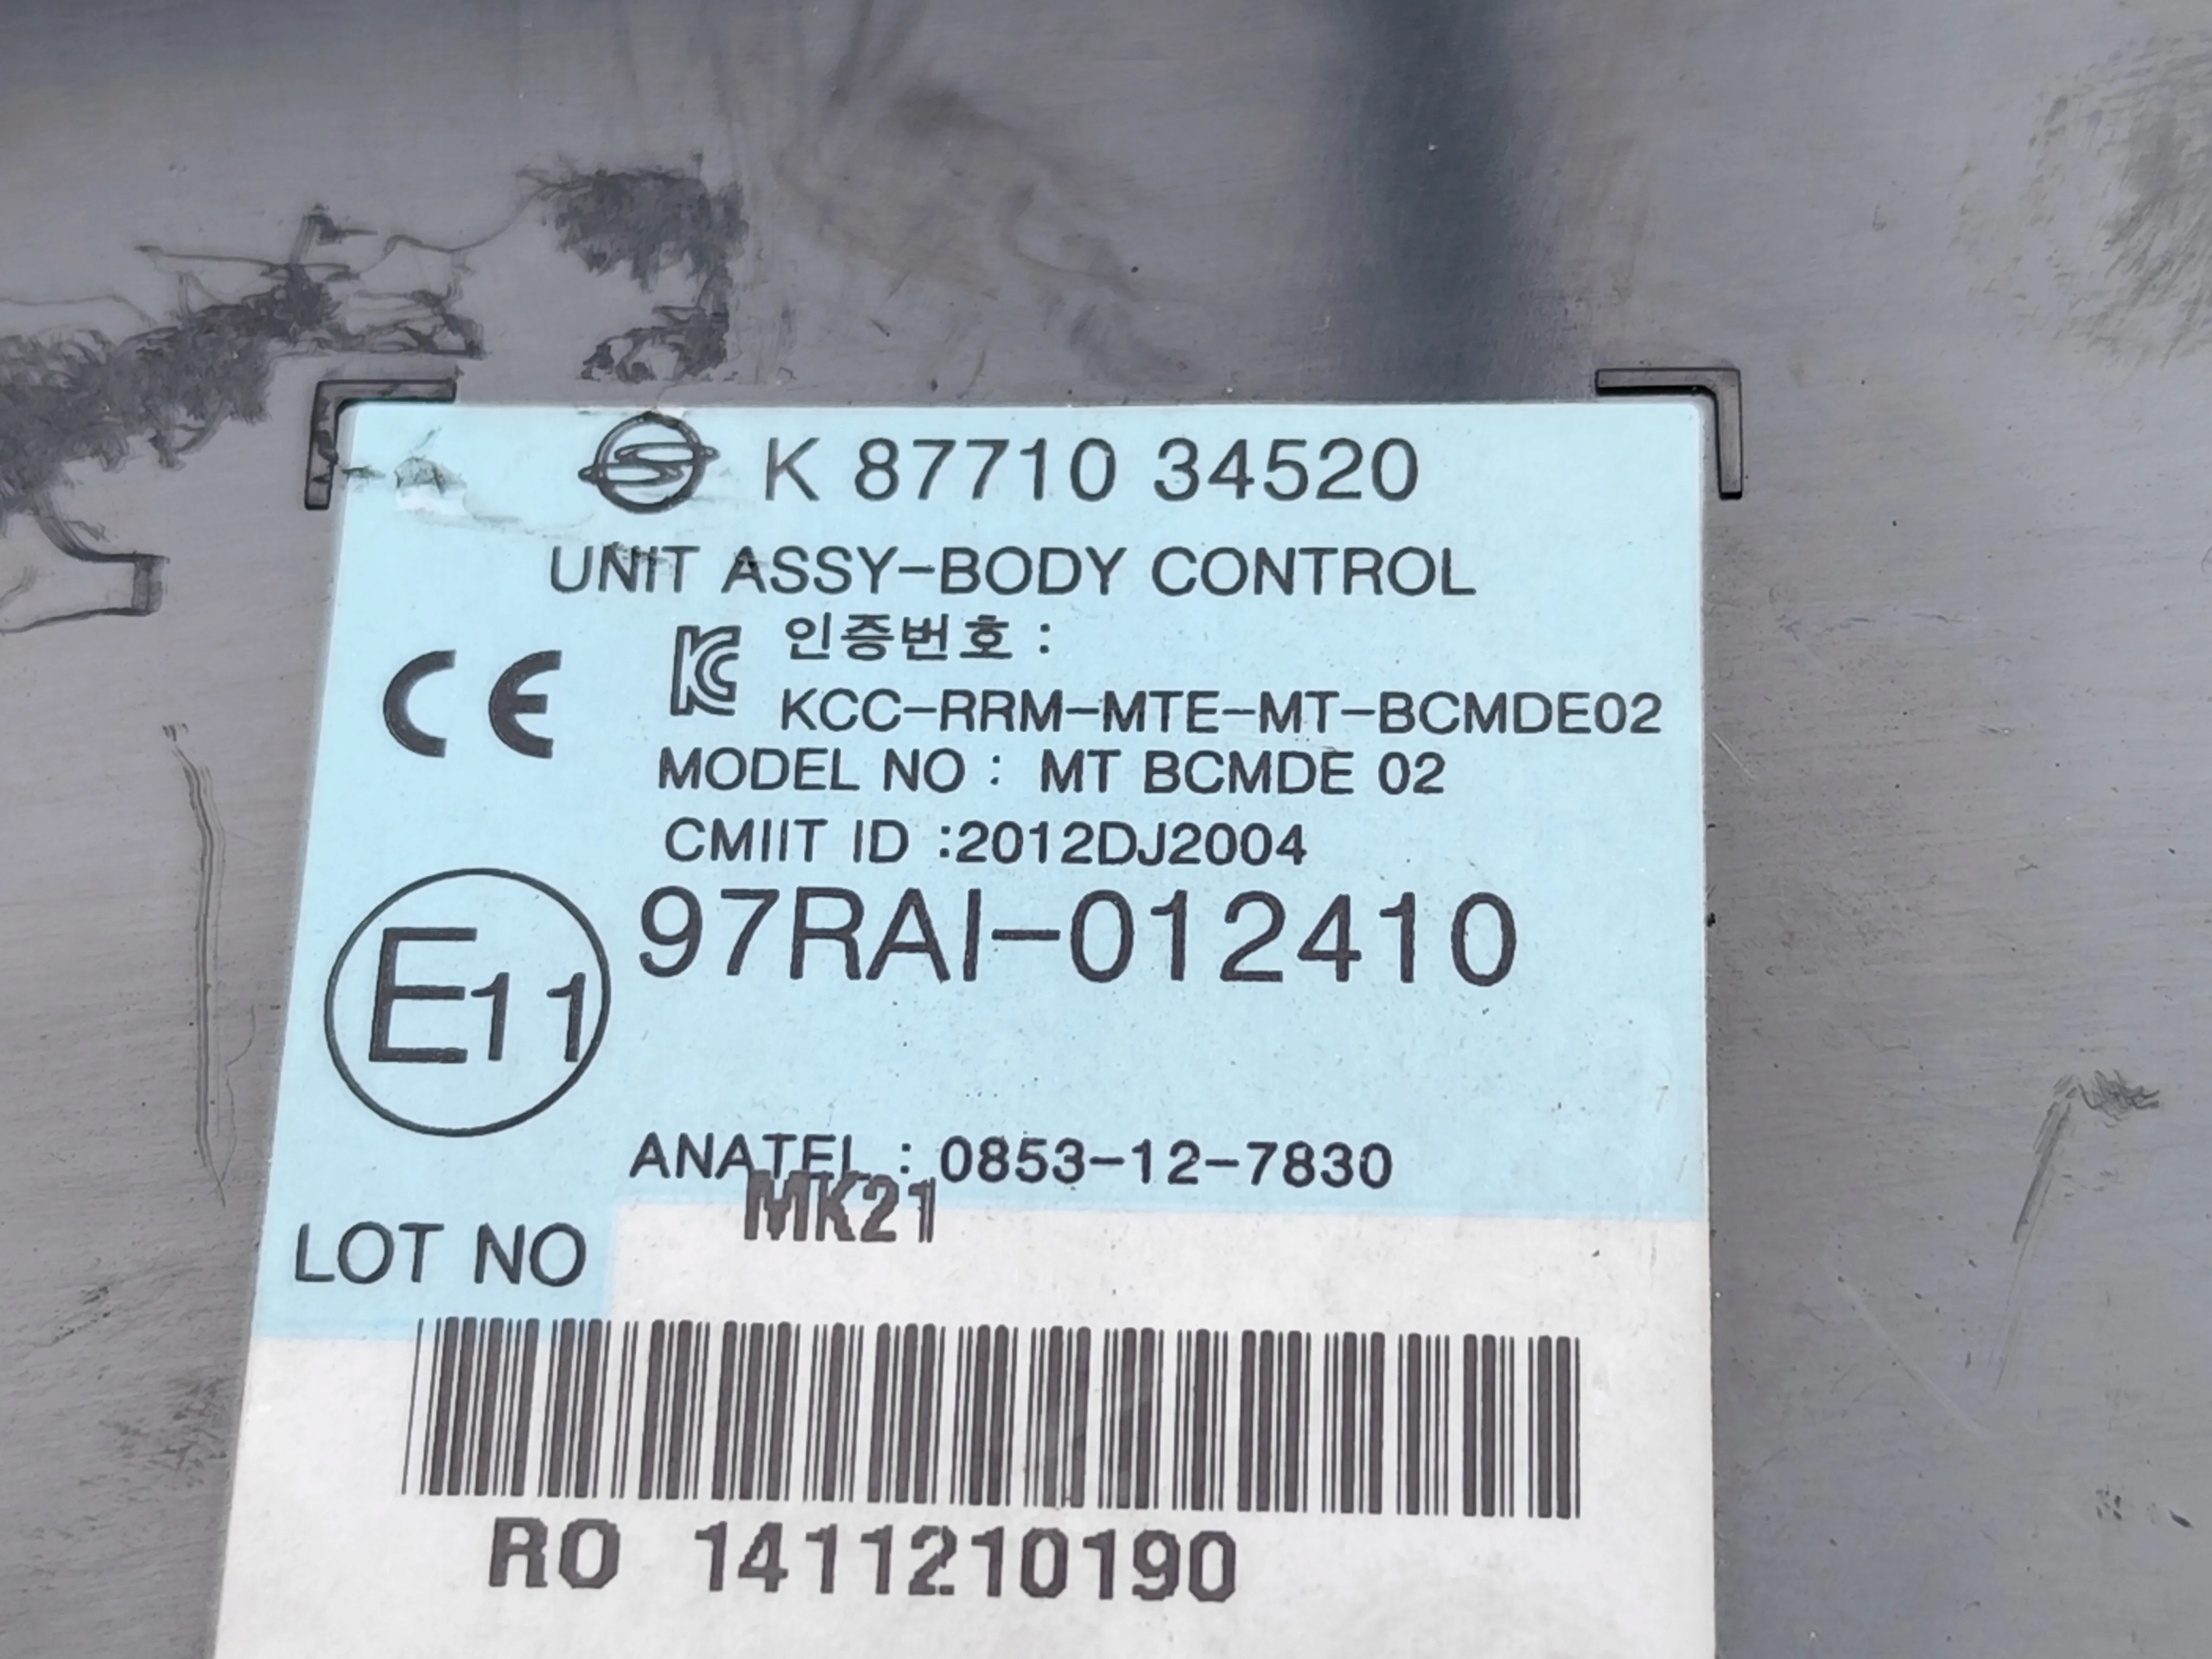 K 87710 34520
UNIT ASSY-BODY CONTROL
인증번호 :
KCC-RRM-MTE-MT-BCMDE02
MODEL NO : MT BCMDE 02
CMIIT ID :2012DJ2004
CE
97RAI-012410
E11
ANATEL : 0853-12-7830
MK21
LOT NO
RO 1411210190